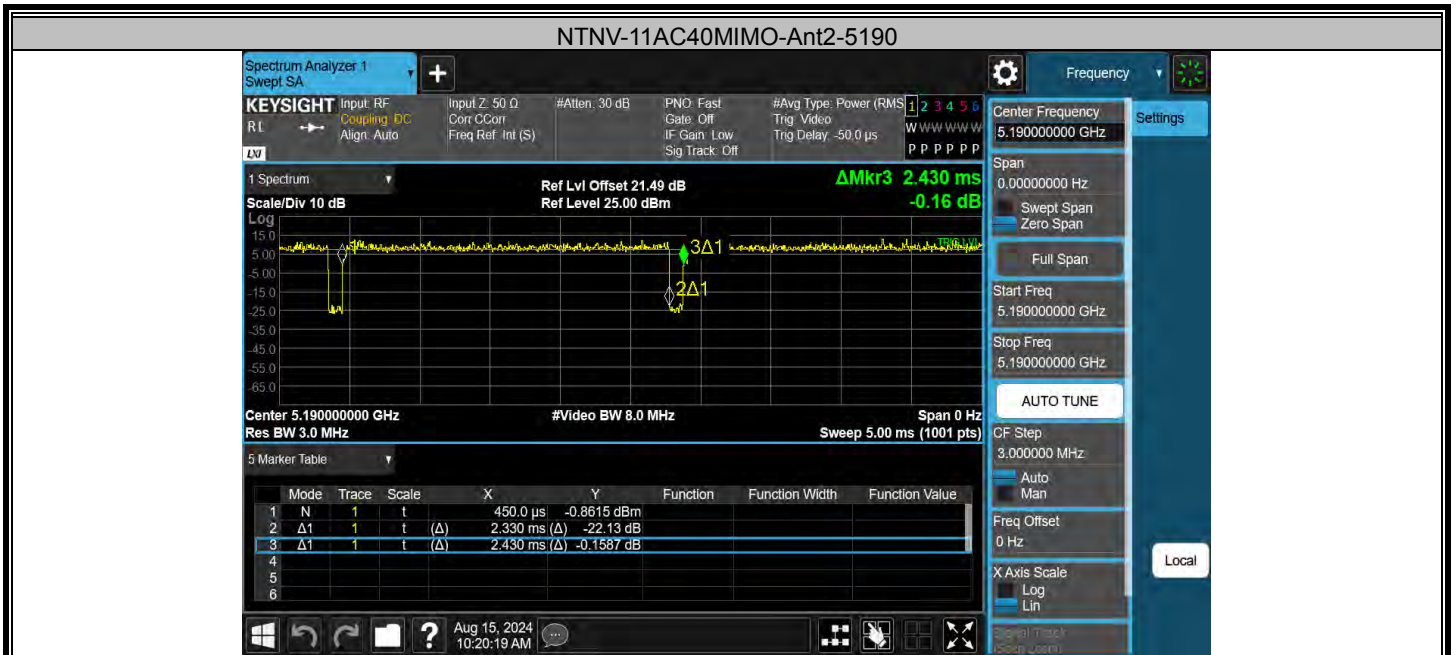 NTNV-11AC40MIMO-Ant2-5190
Spectrum Analyzer 1
Swept SA
Frequency
KEYSIGHT
RL
LXI
Input: RF
Coupling: DC
Align: Auto
Input Z: 50 Ω
Corr CCorr
Freq Ref: Int (S)
#Atten: 30 dB
PNO: Fast
Gate: Off
IF Gain: Low
Sig Track: Off
#Avg Type: Power (RMS
Trig: Video
Trig Delay: -50.0 µs
1 2 3 4 5 6
W W W W W W
P P P P P P
Center Frequency
5.190000000 GHz
Settings
Span
0.00000000 Hz
Swept Span
Zero Span
Full Span
Start Freq
5.190000000 GHz
Stop Freq
5.190000000 GHz
AUTO TUNE
CF Step
3.000000 MHz
Auto
Man
Freq Offset
0 Hz
X Axis Scale
Log
Lin
Signal Track
(Span Zoom)
Local
1 Spectrum
Scale/Div 10 dB
Ref Lvl Offset 21.49 dB
Ref Level 25.00 dBm
ΔMkr3 2.430 ms
-0.16 dB
Log
15.0
5.00
-5.00
-15.0
-25.0
-35.0
-45.0
-55.0
-65.0
3Δ1
2Δ1
TRIG LVL
Center 5.190000000 GHz
Res BW 3.0 MHz
#Video BW 8.0 MHz
Span 0 Hz
Sweep 5.00 ms (1001 pts)
5 Marker Table
Mode Trace Scale X Y Function Function Width Function Value
1 N 1 t 450.0 µs -0.8615 dBm
2 Δ1 1 t (Δ) 2.330 ms (Δ) -22.13 dB
3 Δ1 1 t (Δ) 2.430 ms (Δ) -0.1587 dB
4
5
6
?
Aug 15, 2024
10:20:19 AM